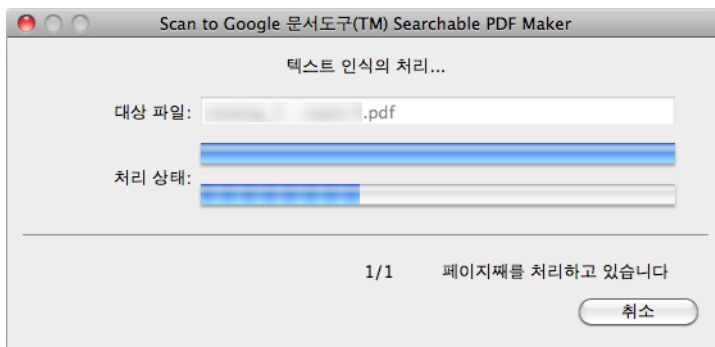 Scan to Google 문서도구(TM) Searchable PDF Maker
텍스트 인식의 처리...
대상 파일: .pdf
처리 상태:
1/1 페이지째를 처리하고 있습니다
취소